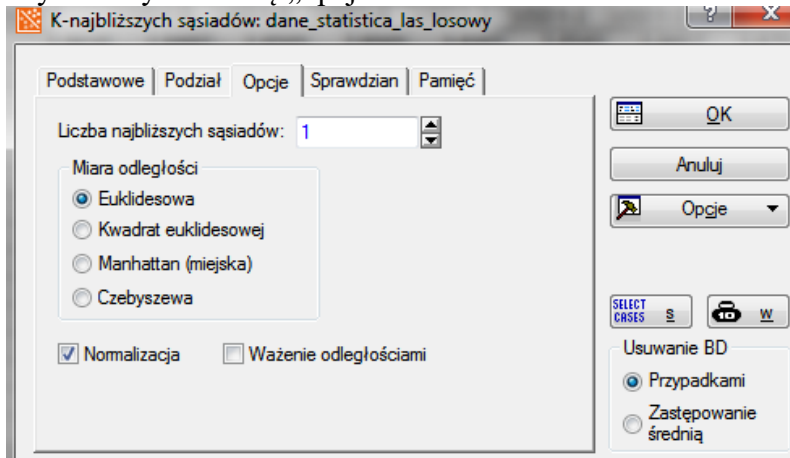 K-najbliższych sąsiadów: dane_statistica_las_losowy
Podstawowe Podział Opcje Sprawdzian Pamięć
Liczba najbliższych sąsiadów: 1
Miara odległości
Euklidesowa
Kwadrat euklidesowej
Manhattan (miejska)
Czebyszewa
Normalizacja Ważenie odległościami
OK
Anuluj
Opcje
SELECT CASES S W
Usuwanie BD
Przypadkami
Zastępowanie
średnią